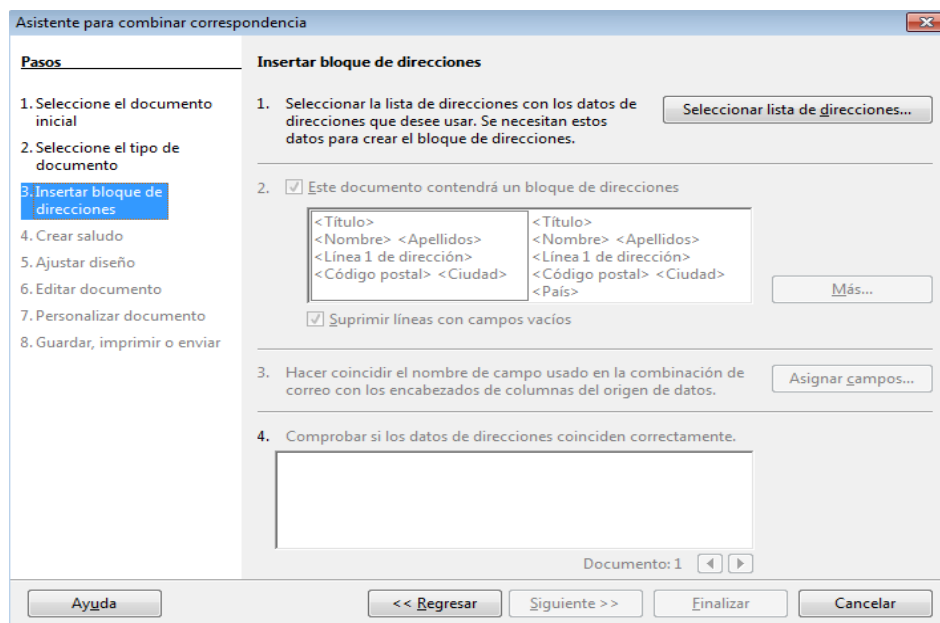 Asistente para combinar correspondencia
Pasos
1. Seleccione el documento
inicial
2. Seleccione el tipo de
documento
3. Insertar bloque de
direcciones
4. Crear saludo
5. Ajustar diseño
6. Editar documento
7. Personalizar documento
8. Guardar, imprimir o enviar
Insertar bloque de direcciones
1. Seleccionar la lista de direcciones con los datos de
direcciones que desee usar. Se necesitan estos
datos para crear el bloque de direcciones.
Seleccionar lista de direcciones...
2. Este documento contendrá un bloque de direcciones
<Título>
<Nombre> <Apellidos>
<Línea 1 de dirección>
<Código postal> <Ciudad>
<Título>
<Nombre> <Apellidos>
<Línea 1 de dirección>
<Código postal> <Ciudad>
<País>
Más...
Suprimir líneas con campos vacíos
3. Hacer coincidir el nombre de campo usado en la combinación de
correo con los encabezados de columnas del origen de datos.
Asignar campos...
4. Comprobar si los datos de direcciones coinciden correctamente.
Documento: 1
Ayuda
<< Regresar
Siguiente >>
Finalizar
Cancelar